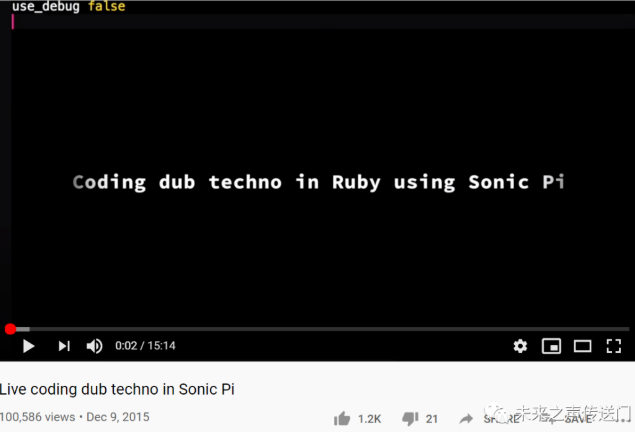 use_debug false
Coding dub techno in Ruby using Sonic Pi
0:02 / 15:14
Live coding dub techno in Sonic Pi
100,586 views • Dec 9, 2015 1.2K 21 SHARE SAVE
未来之声传送门